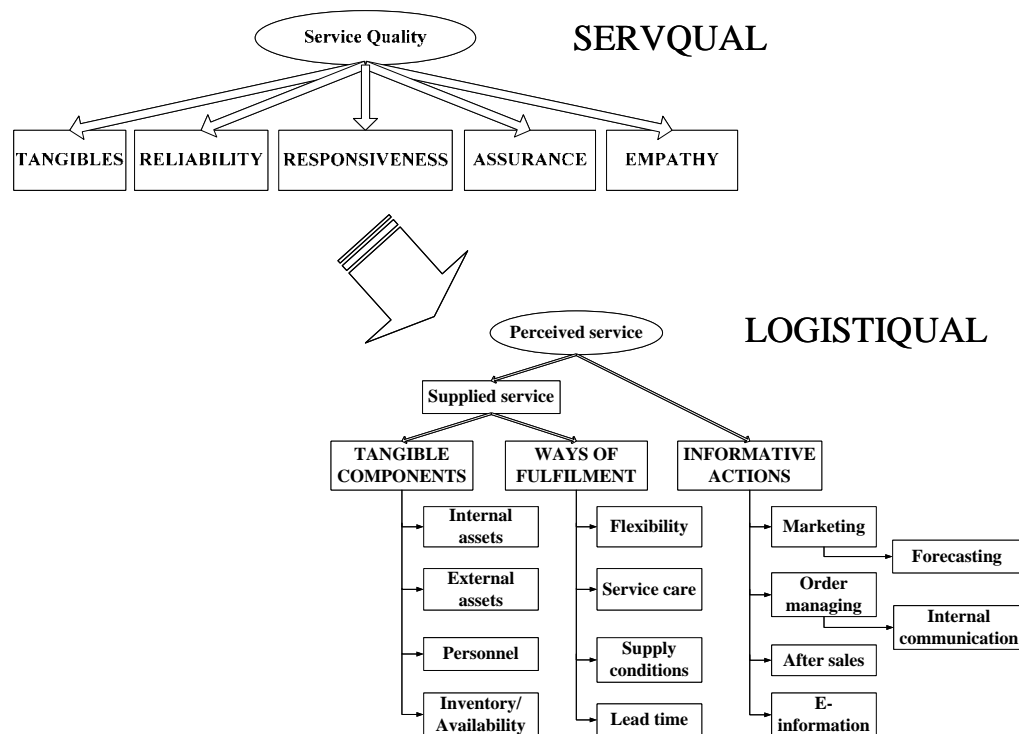 Service Quality
SERVQUAL
TANGIBLES
RELIABILITY
RESPONSIVENESS
ASSURANCE
EMPATHY
Perceived service
LOGISTIQUAL
Supplied service
TANGIBLE
COMPONENTS
WAYS OF
FULFILMENT
INFORMATIVE
ACTIONS
Internal
assets
External
assets
Personnel
Inventory/
Availability
Flexibility
Service care
Supply
conditions
Lead time
Marketing
Forecasting
Order
managing
Internal
communication
After sales
E-
information